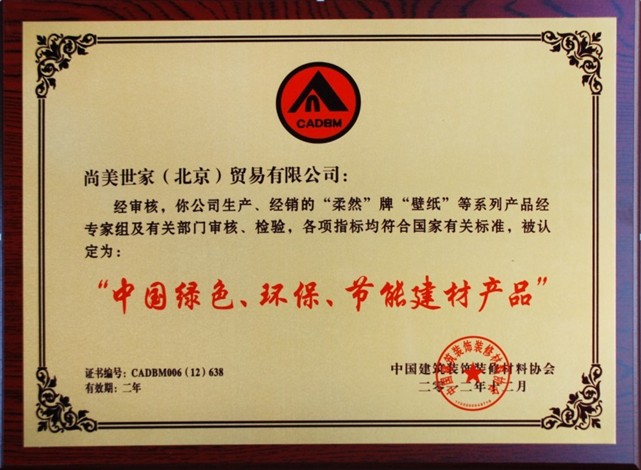 CADBM
尚美世家（北京）贸易有限公司：
经审核，你公司生产、经销的“柔然”牌“壁纸”等系列产品经
专家组及有关部门审核、检验，各项指标均符合国家有关标准，被认
定为：
“中国绿色、环保、节能建材产品”
证书编号：CADBM006（12）638
有效期：二年
中国建筑装饰装修材料协会
二〇一二年十二月